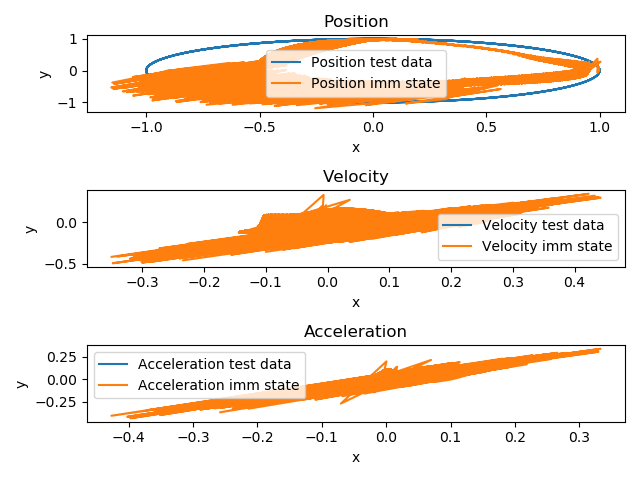 Position
1
0
−1
y
Position test data
Position imm state
−1.0 −0.5 0.0 0.5 1.0
x
Velocity
0.0
−0.5
y
Velocity test data
Velocity imm state
−0.3 −0.2 −0.1 0.0 0.1 0.2 0.3 0.4
x
Acceleration
0.25
0.00
−0.25
y
Acceleration test data
Acceleration imm state
−0.4 −0.3 −0.2 −0.1 0.0 0.1 0.2 0.3
x